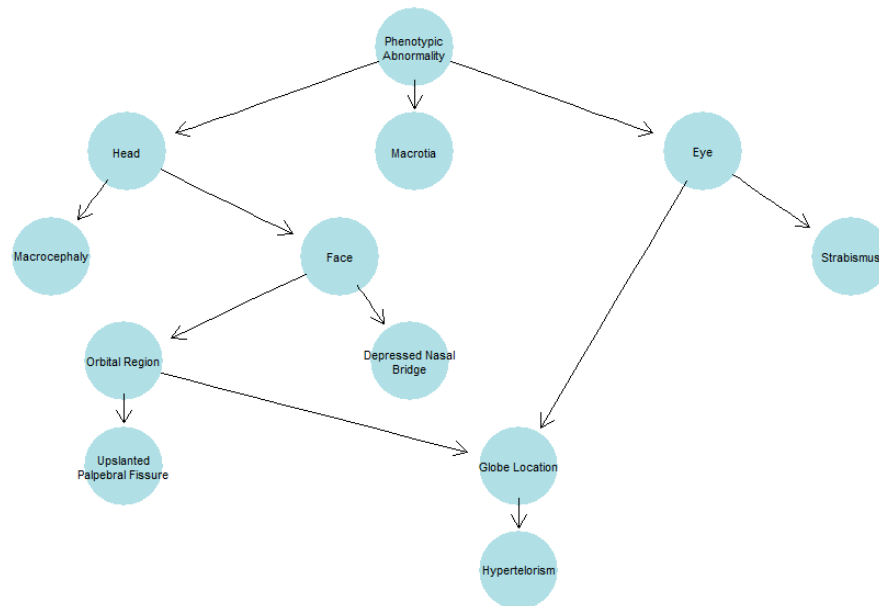 Phenotypic
Abnormality
Head
Macrotia
Eye
Macrocephaly
Face
Strabismus
Orbital Region
Depressed Nasal
Bridge
Upslanted
Palpebral Fissure
Globe Location
Hypertelorism